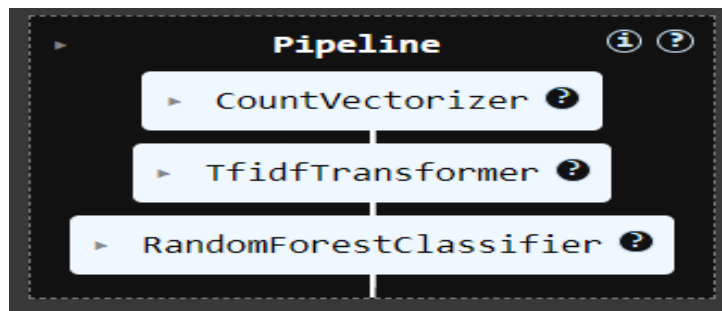 Pipeline i ?
CountVectorizer ?
TfidfTransformer ?
RandomForestClassifier ?